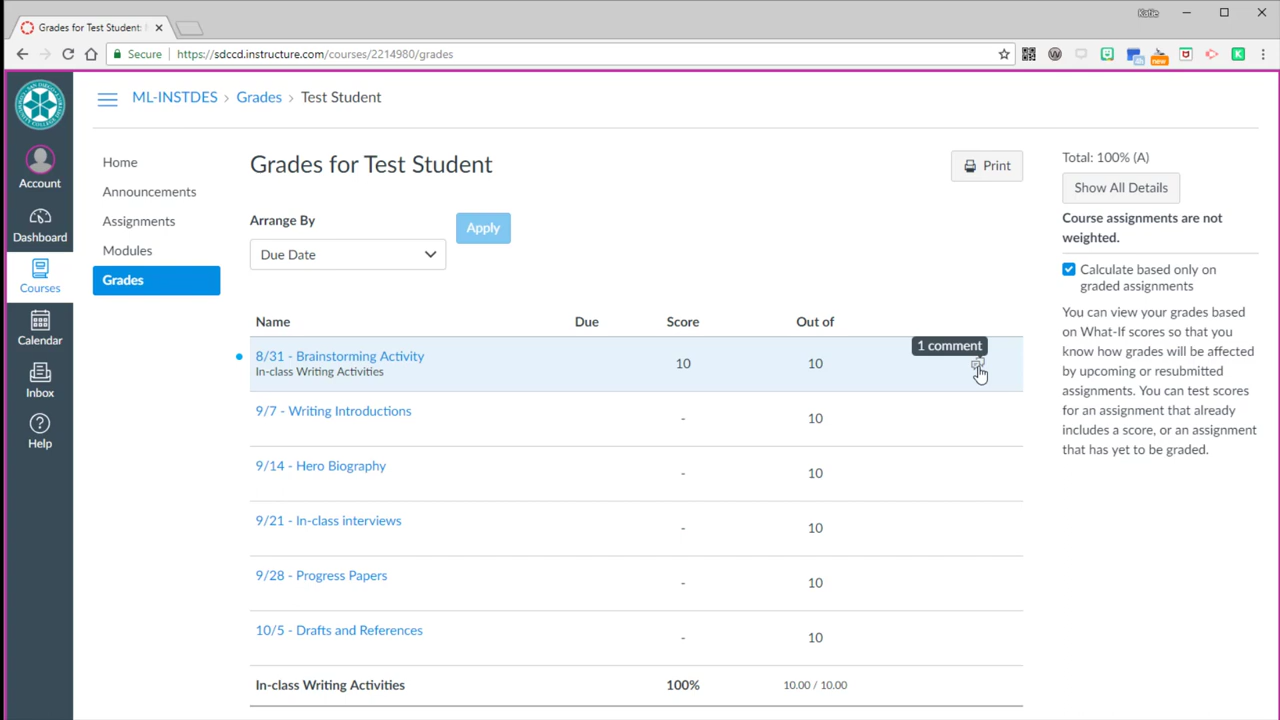 Grades for Test Student:
Katie
Secure
https://sdccd.instructure.com/courses/2214980/grades
new
ML-INSTDES > Grades > Test Student
Account
Dashboard
Courses
Calendar
Inbox
Help
Home
Announcements
Assignments
Modules
Grades
Grades for Test Student
Print
Arrange By
Apply
Due Date
Name Due Score Out of
8/31 - Brainstorming Activity 10 10
In-class Writing Activities
1 comment
9/7 - Writing Introductions - 10
9/14 - Hero Biography - 10
9/21 - In-class interviews - 10
9/28 - Progress Papers - 10
10/5 - Drafts and References - 10
In-class Writing Activities 100% 10.00 / 10.00
Total: 100% (A)
Show All Details
Course assignments are not
weighted.
Calculate based only on
graded assignments
You can view your grades based
on What-If scores so that you
know how grades will be affected
by upcoming or resubmitted
assignments. You can test scores
for an assignment that already
includes a score, or an assignment
that has yet to be graded.